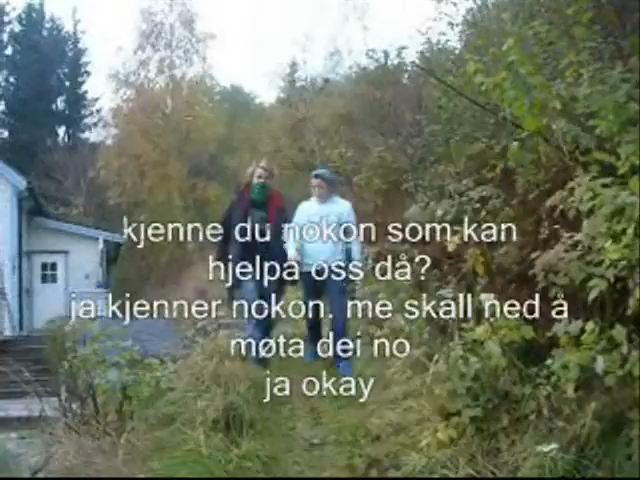 kjenne du nokon som kan
hjelpa oss då?
ja kjenner nokon. me skall ned å
møta dei no
ja okay